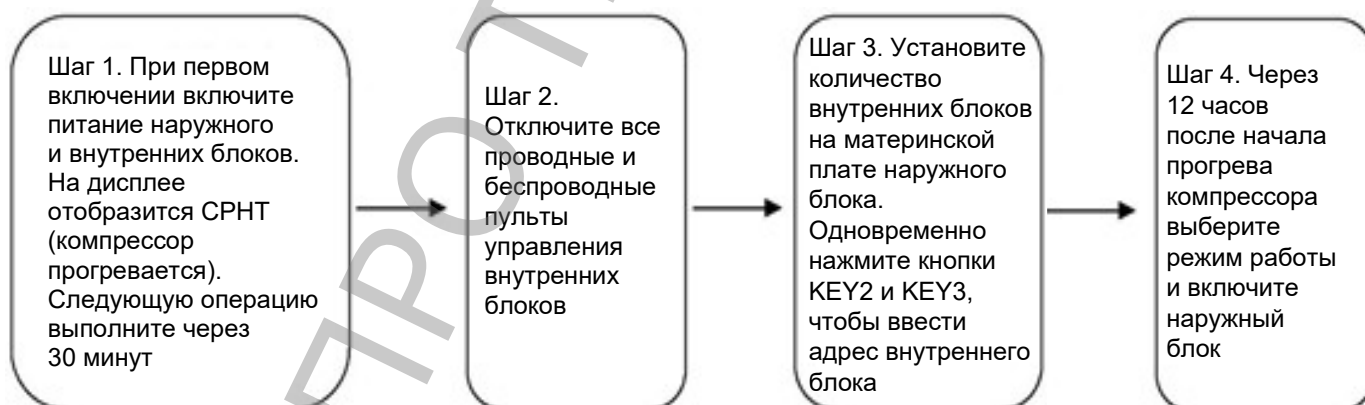 Шаг 1. При первом
включении включите
питание наружного
и внутренних блоков.
На дисплее
отобразится CPHT
(компрессор
прогревается).
Следующую операцию
выполните через
30 минут
Шаг 2.
Отключите все
проводные и
беспроводные
пульты
управления
внутренних
блоков
Шаг 3. Установите
количество
внутренних блоков
на материнской
плате наружного
блока.
Одновременно
нажмите кнопки
KEY2 и KEY3,
чтобы ввести
адрес внутреннего
блока
Шаг 4. Через
12 часов
после начала
прогрева
компрессора
выберите
режим работы
и включите
наружный
блок